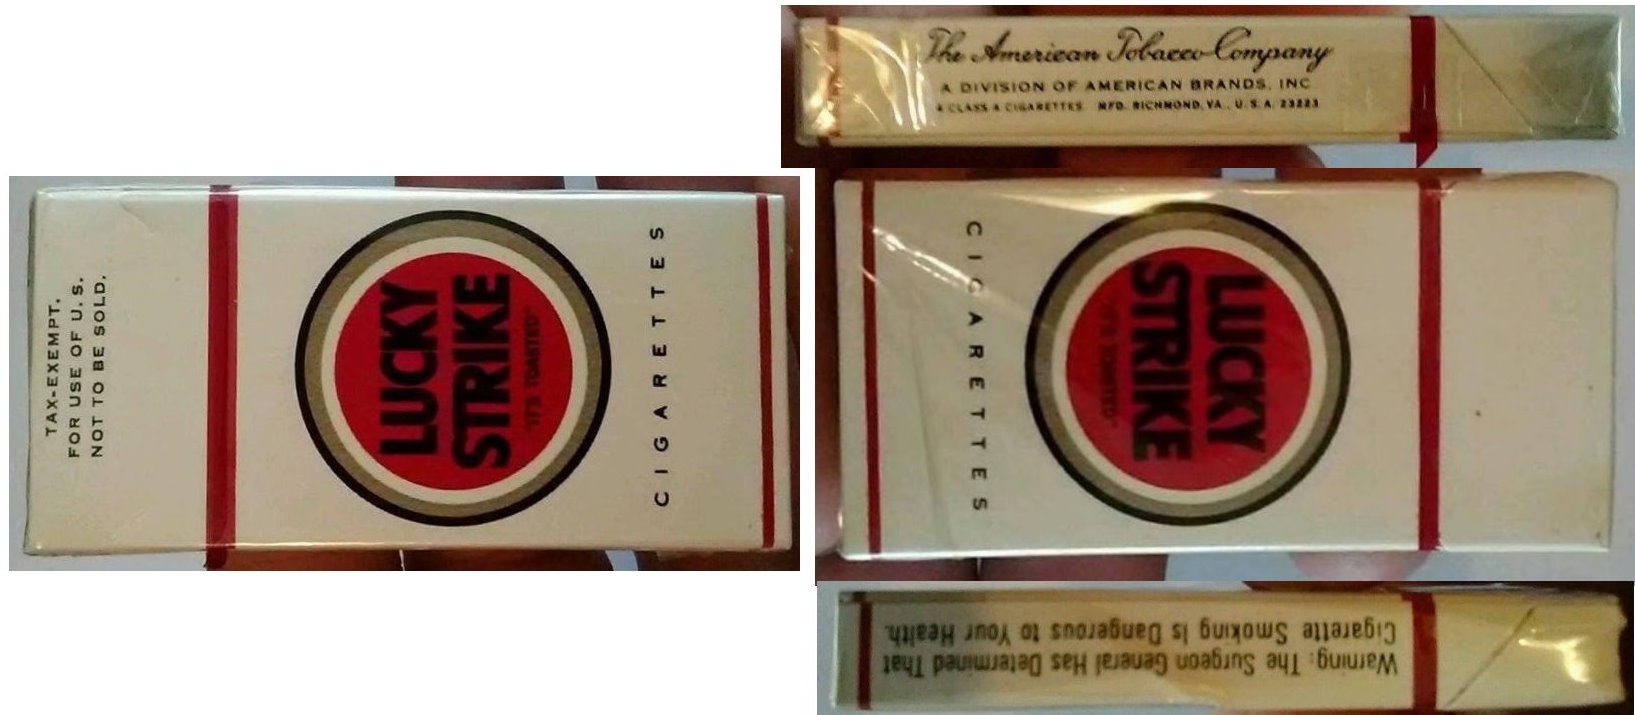 The American Tobacco Company
A DIVISION OF AMERICAN BRANDS, INC.
4 CLASS A CIGARETTES MFD. RICHMOND, VA., U.S.A. 23223
TAX-EXEMPT.
FOR USE OF U.S.
NOT TO BE SOLD.
LUCKY
STRIKE
"IT'S TOASTED"
CIGARETTES
LUCKY
STRIKE
"IT'S TOASTED"
CIGARETTES
Warning: The Surgeon General Has Determined That
Cigarette Smoking Is Dangerous to Your Health.